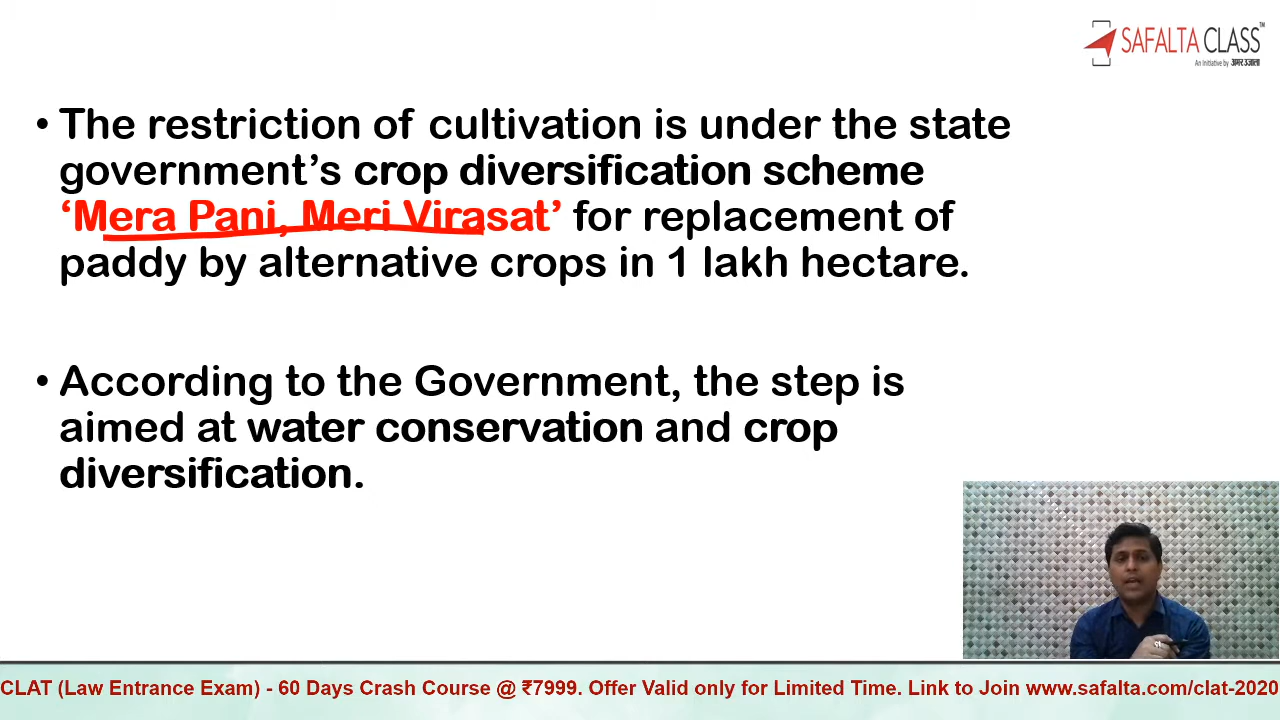 SAFALTA CLASS™
An Initiative by अमर उजाला
• The restriction of cultivation is under the state
government’s crop diversification scheme
‘Mera Pani, Meri Virasat’ for replacement of
paddy by alternative crops in 1 lakh hectare.
• According to the Government, the step is
aimed at water conservation and crop
diversification.
CLAT (Law Entrance Exam) - 60 Days Crash Course @ ₹7999. Offer Valid only for Limited Time. Link to Join www.safalta.com/clat-2020